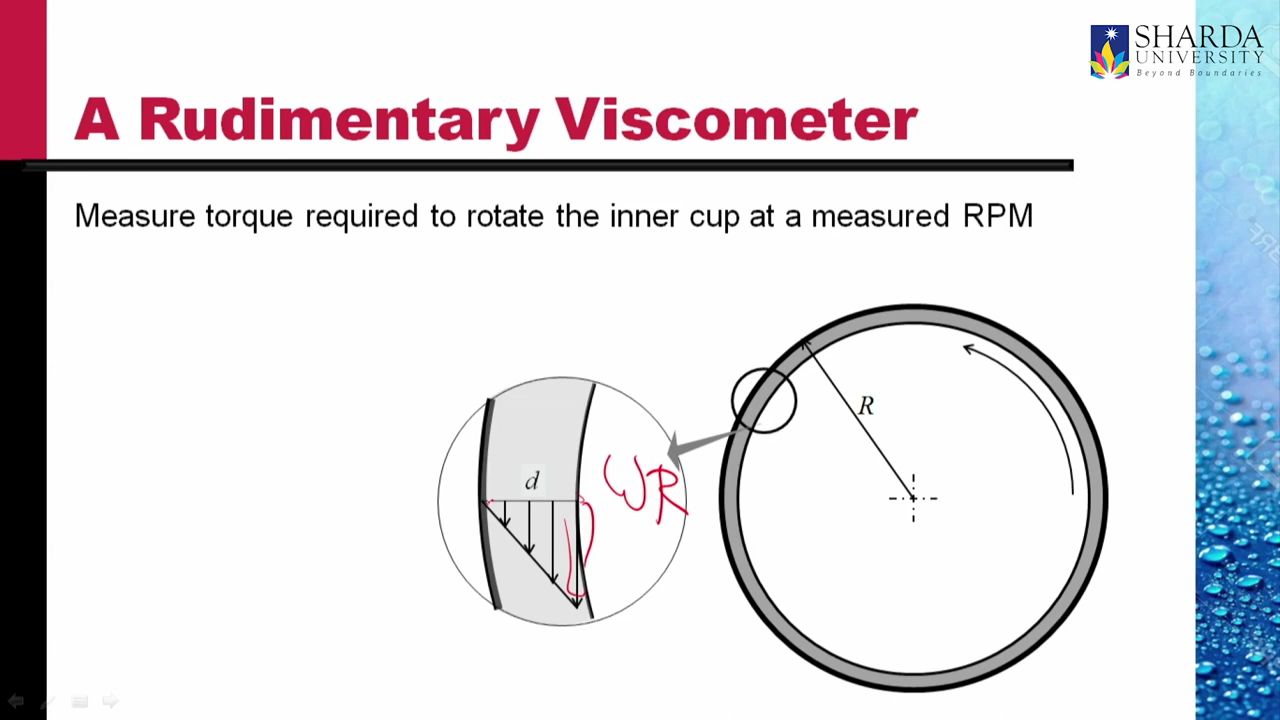 SHARDA
UNIVERSITY
Beyond Boundaries
A Rudimentary Viscometer
Measure torque required to rotate the inner cup at a measured RPM
R
d
ωR